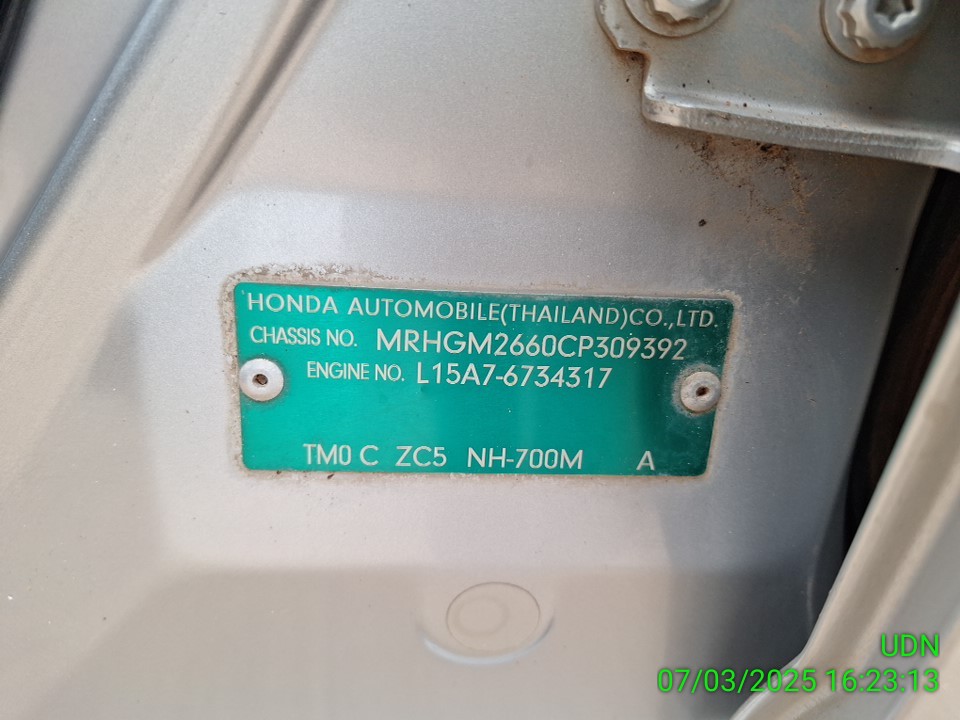 HONDA AUTOMOBILE(THAILAND)CO.,LTD.
CHASSIS NO. MRHGM2660CP309392
ENGINE NO. L15A7-6734317
TM0 C ZC5 NH-700M A
UDN
07/03/2025 16:23:13